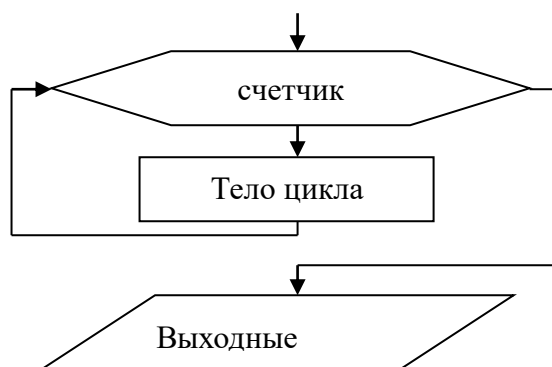 счетчик
Тело цикла
Выходные